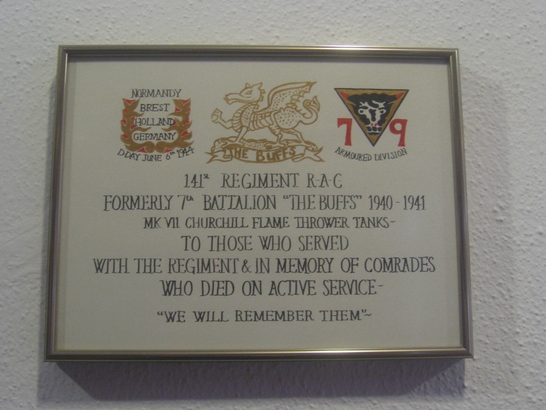 NORMANDY
BREST
HOLLAND
GERMANY
D-DAY JUNE 6TH 1944
THE BUFFS
7 9
ARMOURED DIVISION
141ST REGIMENT R·A·C
FORMERLY 7TH BATTALION "THE BUFFS" 1940-1941
MK VII CHURCHILL FLAME THROWER TANKS~
TO THOSE WHO SERVED
WITH THE REGIMENT & IN MEMORY OF COMRADES
WHO DIED ON ACTIVE SERVICE~
"WE WILL REMEMBER THEM"~